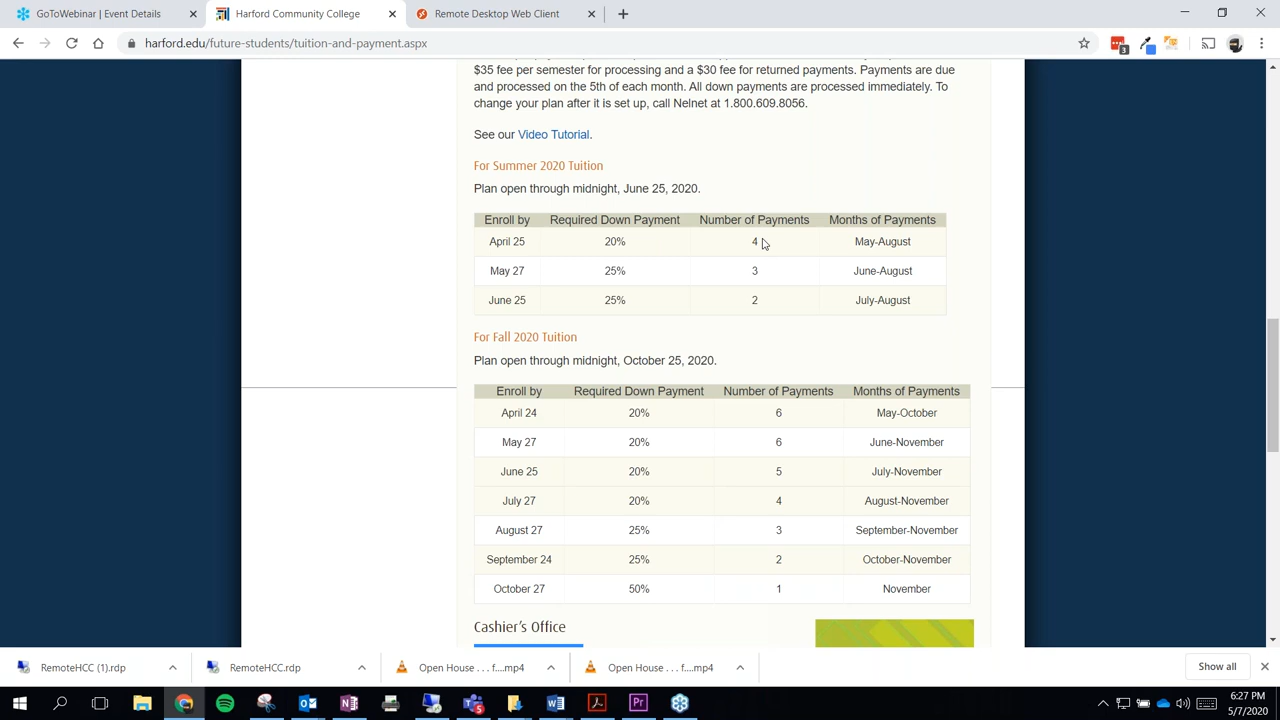 GoToWebinar | Event Details
Harford Community College
Remote Desktop Web Client
harford.edu/future-students/tuition-and-payment.aspx
3
$35 fee per semester for processing and a $30 fee for returned payments. Payments are due
and processed on the 5th of each month. All down payments are processed immediately. To
change your plan after it is set up, call Nelnet at 1.800.609.8056.
See our Video Tutorial.
For Summer 2020 Tuition
Plan open through midnight, June 25, 2020.
Enroll by Required Down Payment Number of Payments Months of Payments
April 25 20% 4 May-August
May 27 25% 3 June-August
June 25 25% 2 July-August
For Fall 2020 Tuition
Plan open through midnight, October 25, 2020.
Enroll by Required Down Payment Number of Payments Months of Payments
April 24 20% 6 May-October
May 27 20% 6 June-November
June 25 20% 5 July-November
July 27 20% 4 August-November
August 27 25% 3 September-November
September 24 25% 2 October-November
October 27 50% 1 November
Cashier's Office
RemoteHCC (1).rdp RemoteHCC.rdp Open House . . . f....mp4 Open House . . . f....mp4 Show all
6:27 PM
5/7/2020